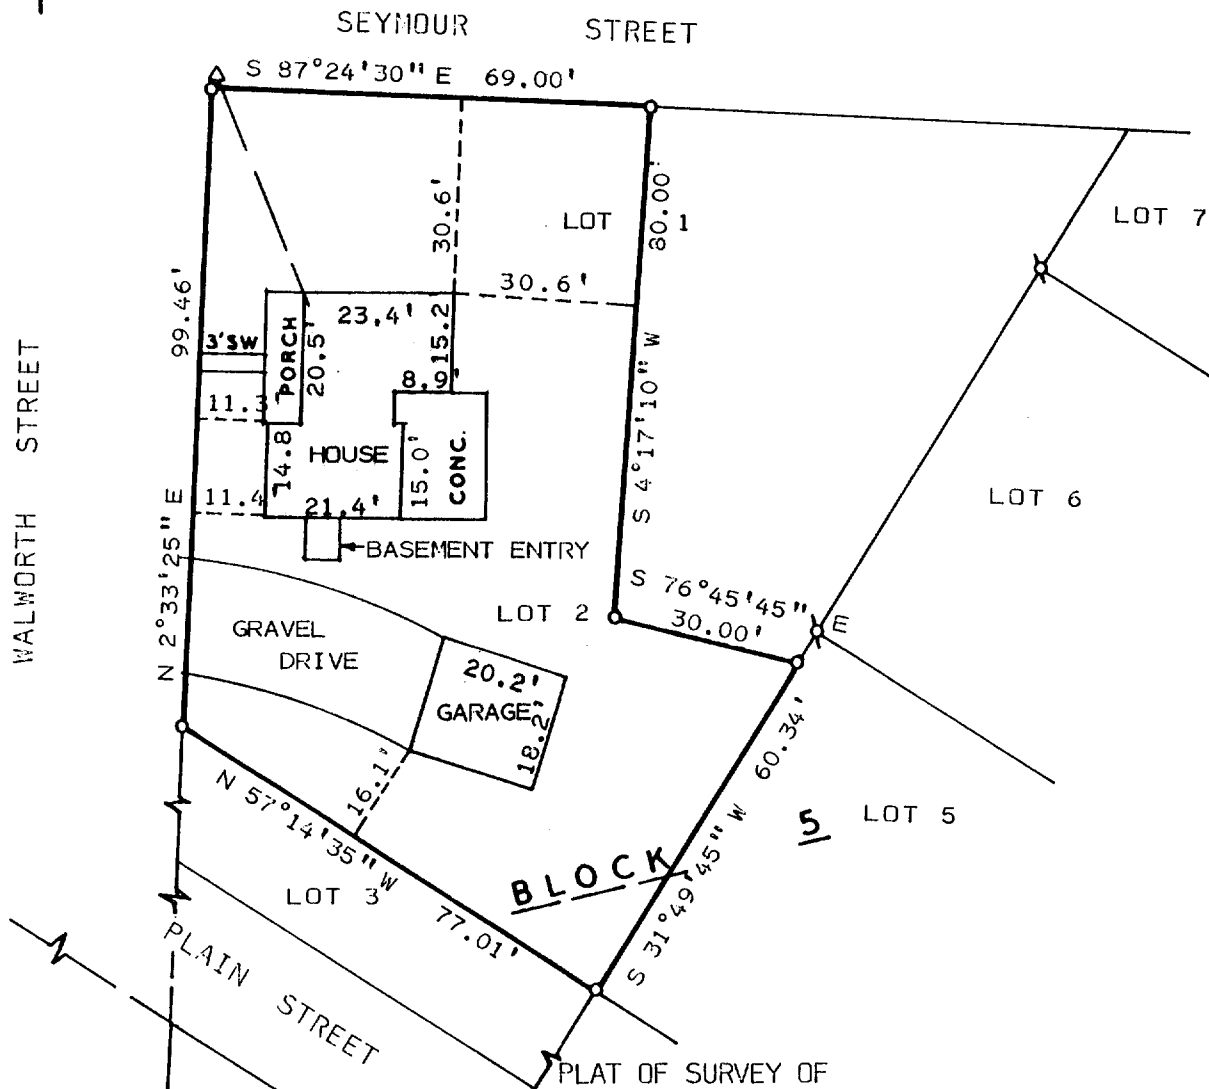 SEYMOUR STREET
S 87°24'30" E 69.00'
LOT 1
80.00'
LOT 7
30.6'
30.6'
99.46'
23.4'
15.2
3'SW
PORCH
20.5'
8.9'
S 4°17'10" W
WALWORTH STREET
11.3
14.8
HOUSE
15.0'
CONC.
LOT 6
11.4
21.4'
BASEMENT ENTRY
N 2°33'25" E
S 76°45'45" E
30.00'
LOT 2
GRAVEL
DRIVE
20.2'
GARAGE
18.2'
16.1'
60.34'
S 31°49'45" W
N 57°14'35" W
77.01'
LOT 5
BLOCK 5
LOT 3
PLAIN STREET
PLAT OF SURVEY OF